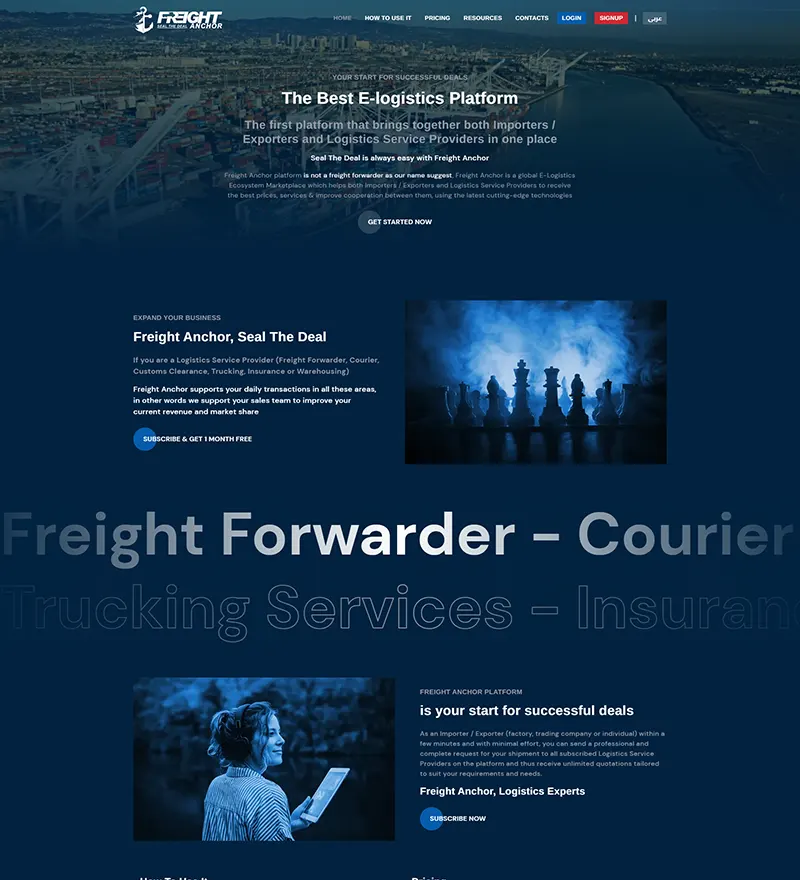 FREIGHT
SEAL THE DEAL ANCHOR
HOME HOW TO USE IT PRICING RESOURCES CONTACTS LOGIN SIGNUP | عربي
YOUR START FOR SUCCESSFUL DEALS
The Best E-logistics Platform
The first platform that brings together both Importers /
Exporters and Logistics Service Providers in one place
Seal The Deal is always easy with Freight Anchor
Freight Anchor platform is not a freight forwarder as our name suggest, Freight Anchor is a global E-Logistics
Ecosystem Marketplace which helps both Importers / Exporters and Logistics Service Providers to receive
the best prices, services & improve cooperation between them, using the latest cutting-edge technologies
GET STARTED NOW
EXPAND YOUR BUSINESS
Freight Anchor, Seal The Deal
If you are a Logistics Service Provider (Freight Forwarder, Courier,
Customs Clearance, Trucking, Insurance or Warehousing)
Freight Anchor supports your daily transactions in all these areas,
in other words we support your sales team to improve your
current revenue and market share
SUBSCRIBE & GET 1 MONTH FREE
Freight Forwarder - Courier
Trucking Services - Insuran
FREIGHT ANCHOR PLATFORM
is your start for successful deals
As an Importer / Exporter (factory, trading company or individual) within a
few minutes and with minimal effort, you can send a professional and
complete request for your shipment to all subscribed Logistics Service
Providers on the platform and thus receive unlimited quotations tailored
to suit your requirements and needs.
Freight Anchor, Logistics Experts
SUBSCRIBE NOW
How To Use It Pricing